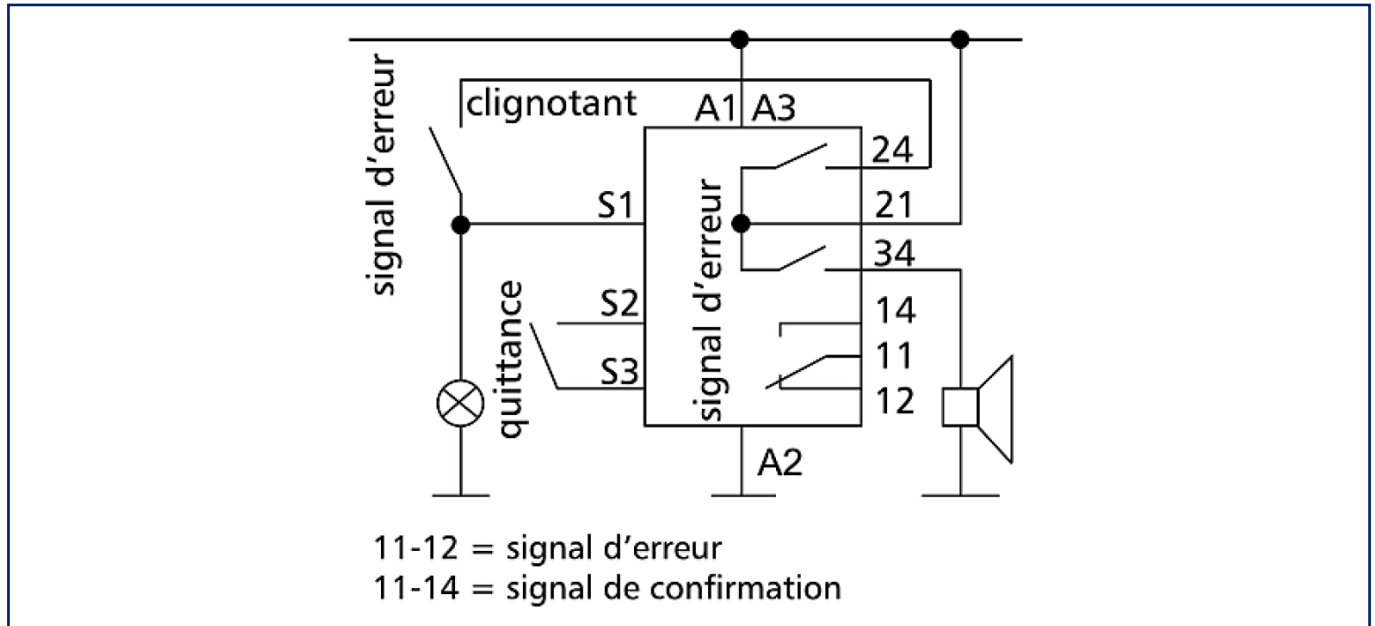 signal d'erreur
clignotant
A1 A3
24
S1
21
signal d'erreur
34
quittance
S2
14
11
S3
12
A2
11-12 = signal d'erreur
11-14 = signal de confirmation